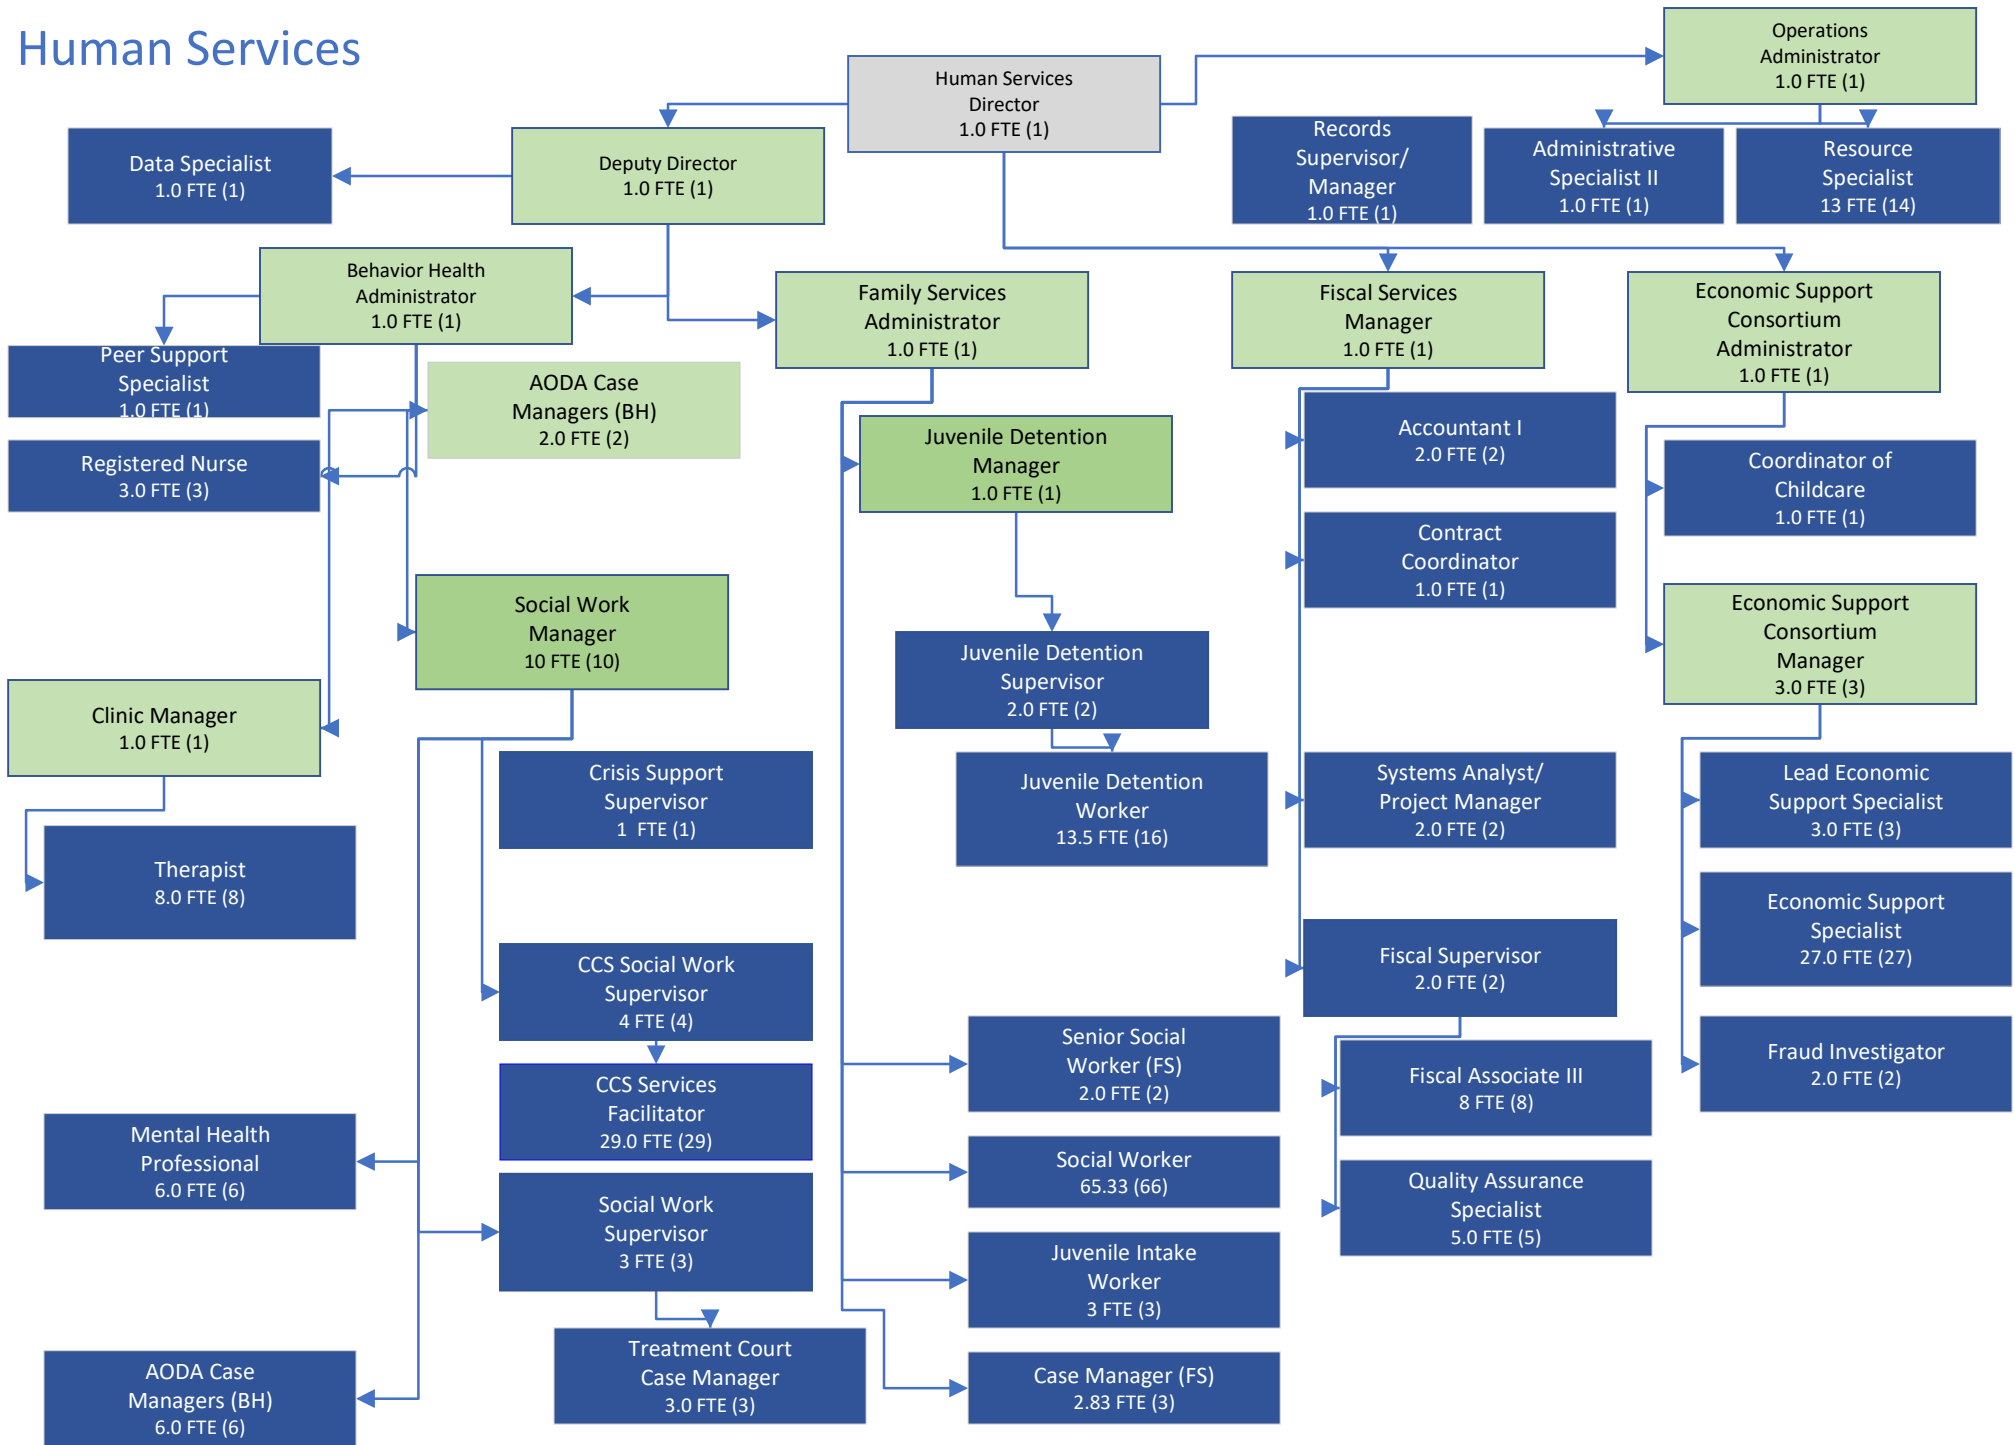 Human Services
Operations
Administrator
1.0 FTE (1)
Human Services
Director
1.0 FTE (1)
Records
Supervisor/
Manager
1.0 FTE (1)
Administrative
Specialist II
1.0 FTE (1)
Resource
Specialist
13 FTE (14)
Data Specialist
1.0 FTE (1)
Deputy Director
1.0 FTE (1)
Behavior Health
Administrator
1.0 FTE (1)
Family Services
Administrator
1.0 FTE (1)
Fiscal Services
Manager
1.0 FTE (1)
Economic Support
Consortium
Administrator
1.0 FTE (1)
Peer Support
Specialist
1.0 FTE (1)
AODA Case
Managers (BH)
2.0 FTE (2)
Registered Nurse
3.0 FTE (3)
Juvenile Detention
Manager
1.0 FTE (1)
Accountant I
2.0 FTE (2)
Coordinator of
Childcare
1.0 FTE (1)
Contract
Coordinator
1.0 FTE (1)
Social Work
Manager
10 FTE (10)
Juvenile Detention
Supervisor
2.0 FTE (2)
Economic Support
Consortium
Manager
3.0 FTE (3)
Clinic Manager
1.0 FTE (1)
Crisis Support
Supervisor
1  FTE (1)
Juvenile Detention
Worker
13.5 FTE (16)
Systems Analyst/
Project Manager
2.0 FTE (2)
Lead Economic
Support Specialist
3.0 FTE (3)
Therapist
8.0 FTE (8)
Economic Support
Specialist
27.0 FTE (27)
CCS Social Work
Supervisor
4 FTE (4)
Fiscal Supervisor
2.0 FTE (2)
Senior Social
Worker (FS)
2.0 FTE (2)
Fiscal Associate III
8 FTE (8)
Fraud Investigator
2.0 FTE (2)
CCS Services
Facilitator
29.0 FTE (29)
Mental Health
Professional
6.0 FTE (6)
Social Worker
65.33 (66)
Quality Assurance
Specialist
5.0 FTE (5)
Social Work
Supervisor
3 FTE (3)
Juvenile Intake
Worker
3 FTE (3)
Treatment Court
Case Manager
3.0 FTE (3)
Case Manager (FS)
2.83 FTE (3)
AODA Case
Managers (BH)
6.0 FTE (6)